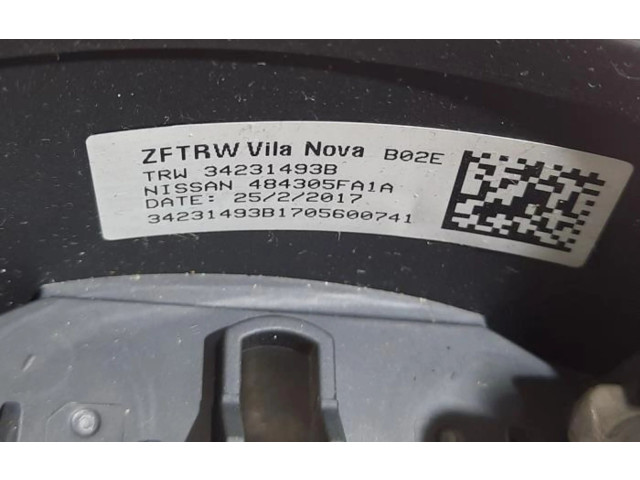 ZFTRW Vila Nova B02E
TRW 34231493B
NISSAN 484305FA1A
DATE: 25/2/2017
34231493B1705600741